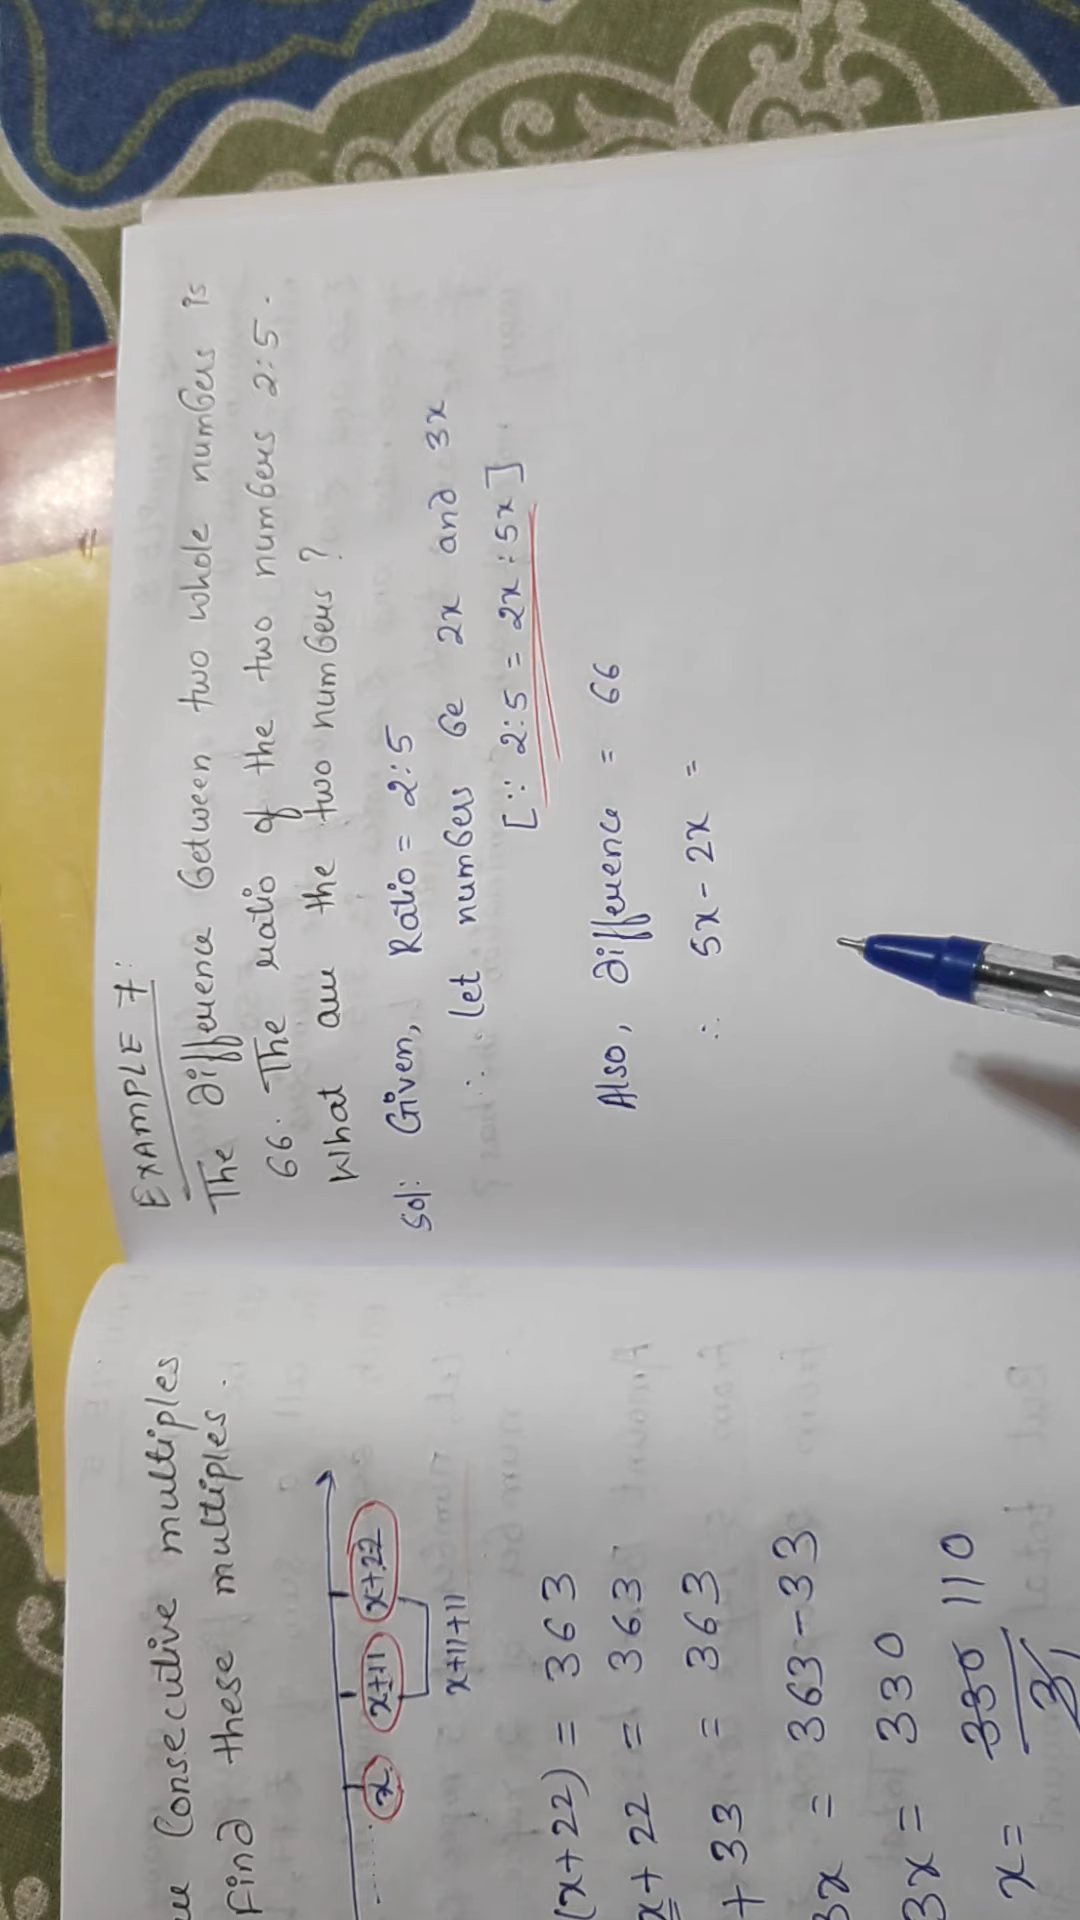 EXAMPLE 7:
The difference between two whole numbers is
66. The ratio of the two numbers 2:5.
What are the two numbers?
Sol: Given, Ratio = 2:5
∴ Let numbers be 2x and 3x
[∵ 2:5 = 2x : 5x]
Also, difference = 66
∴ 5x - 2x =
Consecutive multiples
Find these multiples.
x x+11 x+22
x+11+11
(x+22) = 363
x + 22 = 363
+ 33 = 363
3x = 363-33
3x = 330
x = 330 110
3 1